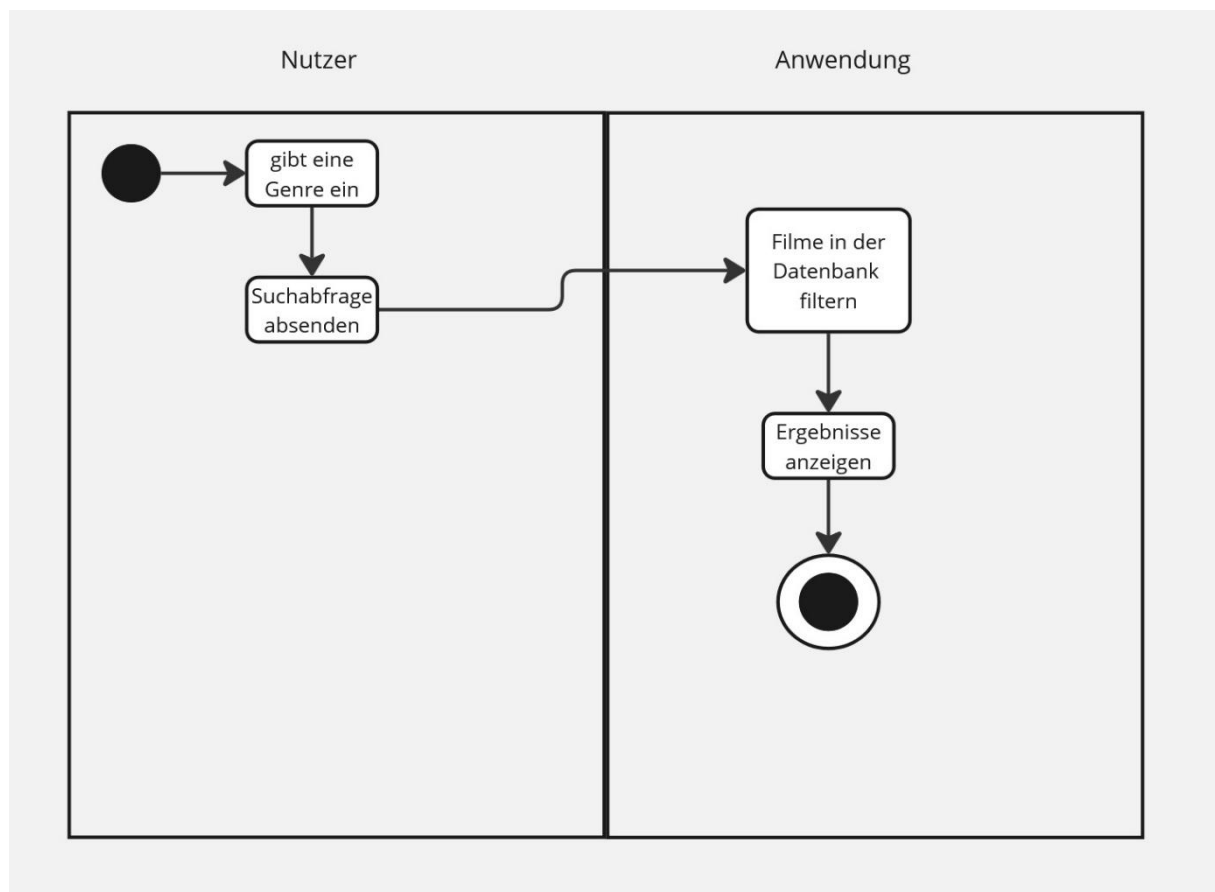 Nutzer
Anwendung
gibt eine
Genre ein
Suchabfrage
absenden
Filme in der
Datenbank
filtern
Ergebnisse
anzeigen